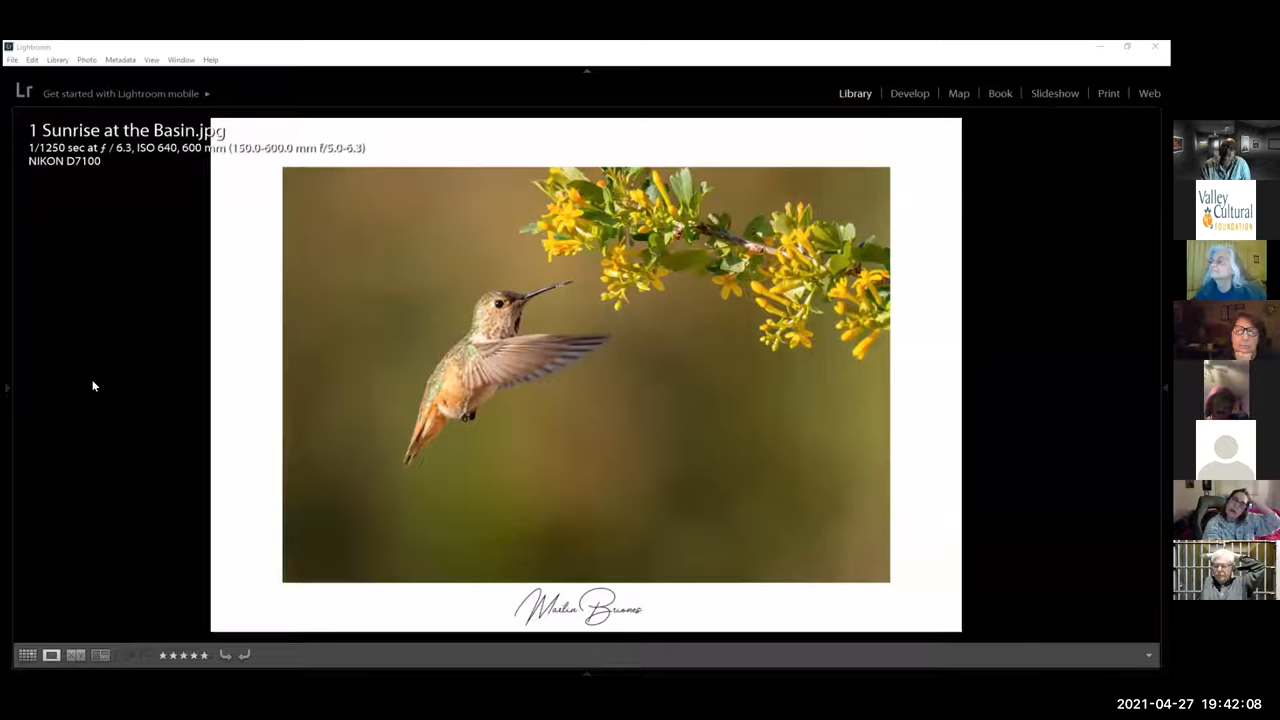 Lightroom
File Edit Library Photo Metadata View Window Help
Lr Get started with Lightroom mobile
Library | Develop | Map | Book | Slideshow | Print | Web
1 Sunrise at the Basin.jpg
1/1250 sec at ƒ / 6.3, ISO 640, 600 mm (150.0-600.0 mm f/5.0-6.3)
NIKON D7100
Valley
Cultural
FOUNDATION
Martin Briones
2021-04-27 19:42:08